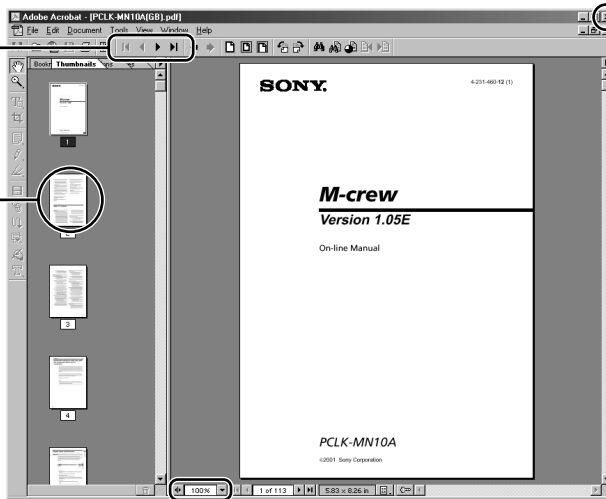 Adobe Acrobat - [PCLK-MN10A(GB).pdf]
File Edit Document Tools View Window Help
Thumbnails
SONY.
4-231-460-12 (1)
M-crew
Version 1.05E
On-line Manual
1
2
3
4
PCLK-MN10A
©2001 Sony Corporation
100%
1 of 113
5.83 x 8.26 in